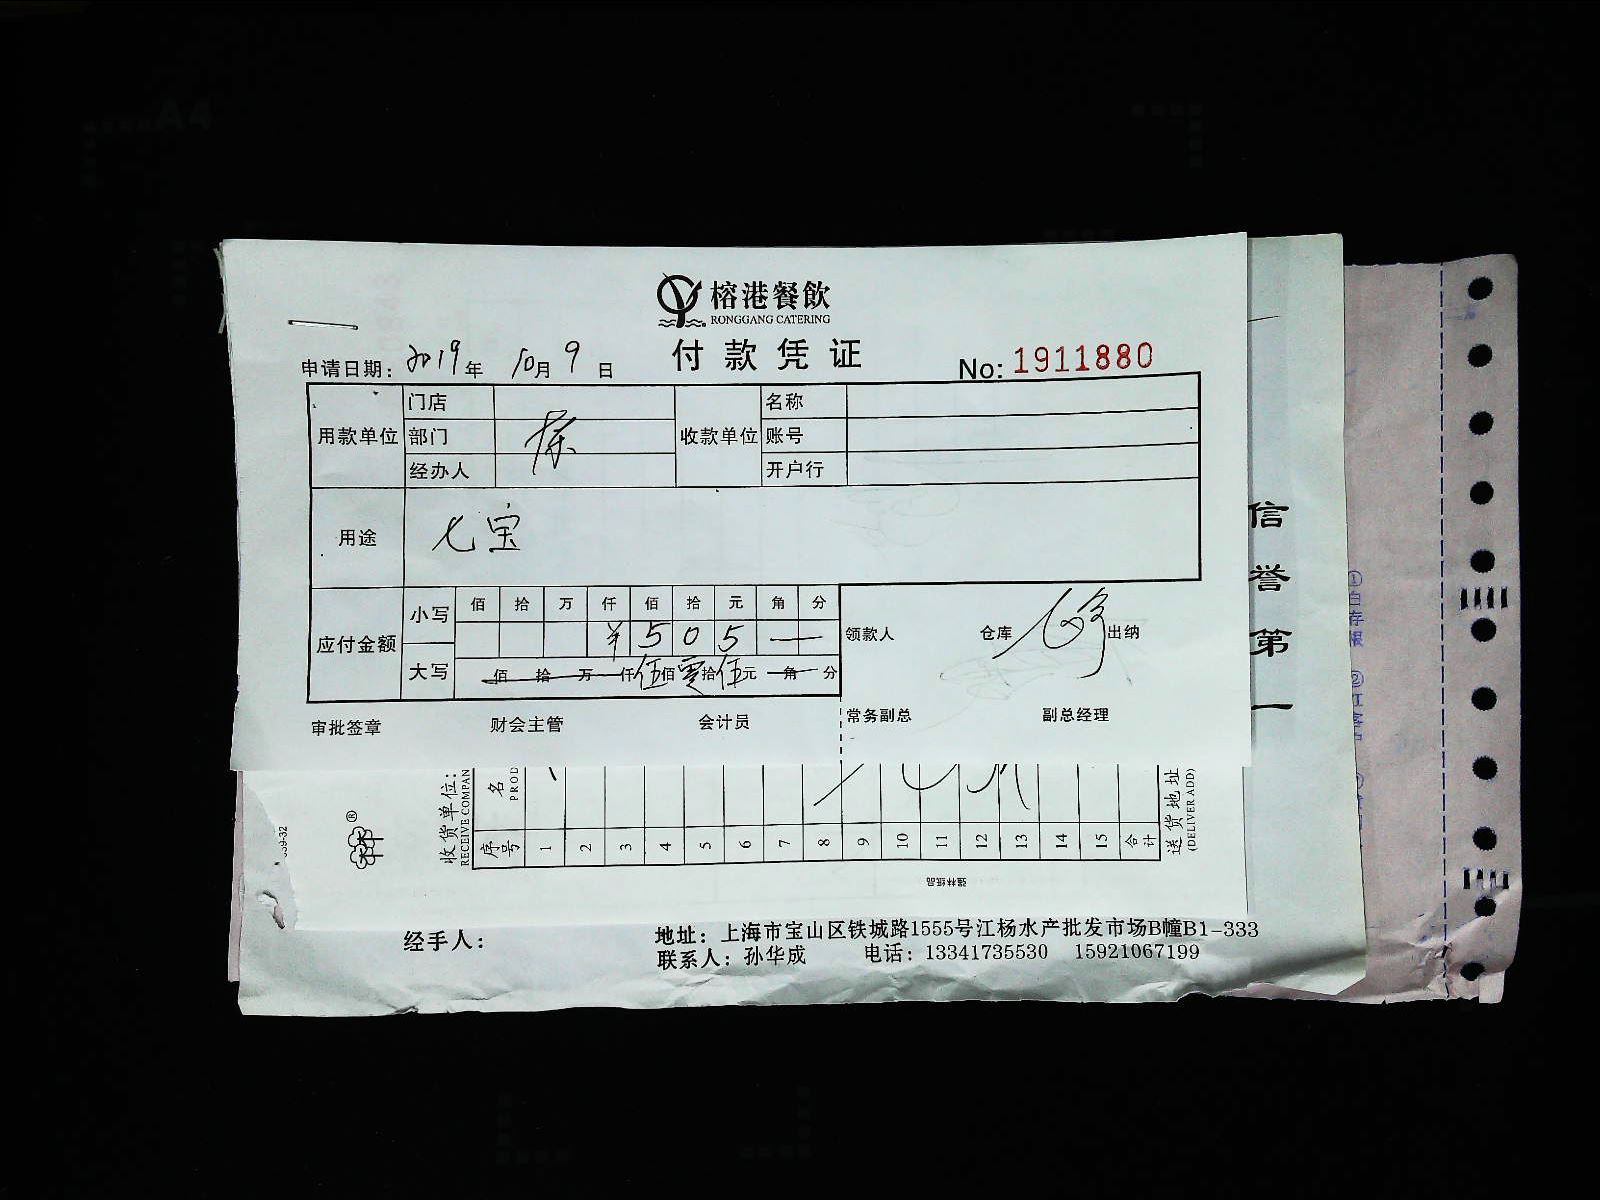 榕港餐飲
RONGGANG CATERING
付款凭证
申请日期: 2019年 10月 9日
No: 1911880
用款单位 门店 收款单位 名称
部门 账号
经办人 开户行
用途 七宝
应付金额 小写 佰 拾 万 仟 佰 拾 元 角 分
¥ 5 0 5 —
大写 佰 拾 万 仟伍佰零拾伍元 角 分
领款人 仓库 出纳
审批签章 财会主管 会计员 常务副总 副总经理
信誉第一
收货单位:
RECEIVE COMPAN
名
PROD
序号 1 2 3 4 5 6 7 8 9 10 11 12 13 14 15 合计
送货地址
(DELIVER ADD)
经手人:
地址: 上海市宝山区铁城路1555号江杨水产批发市场B幢B1-333
联系人: 孙华成 电话: 13341735530 15921067199